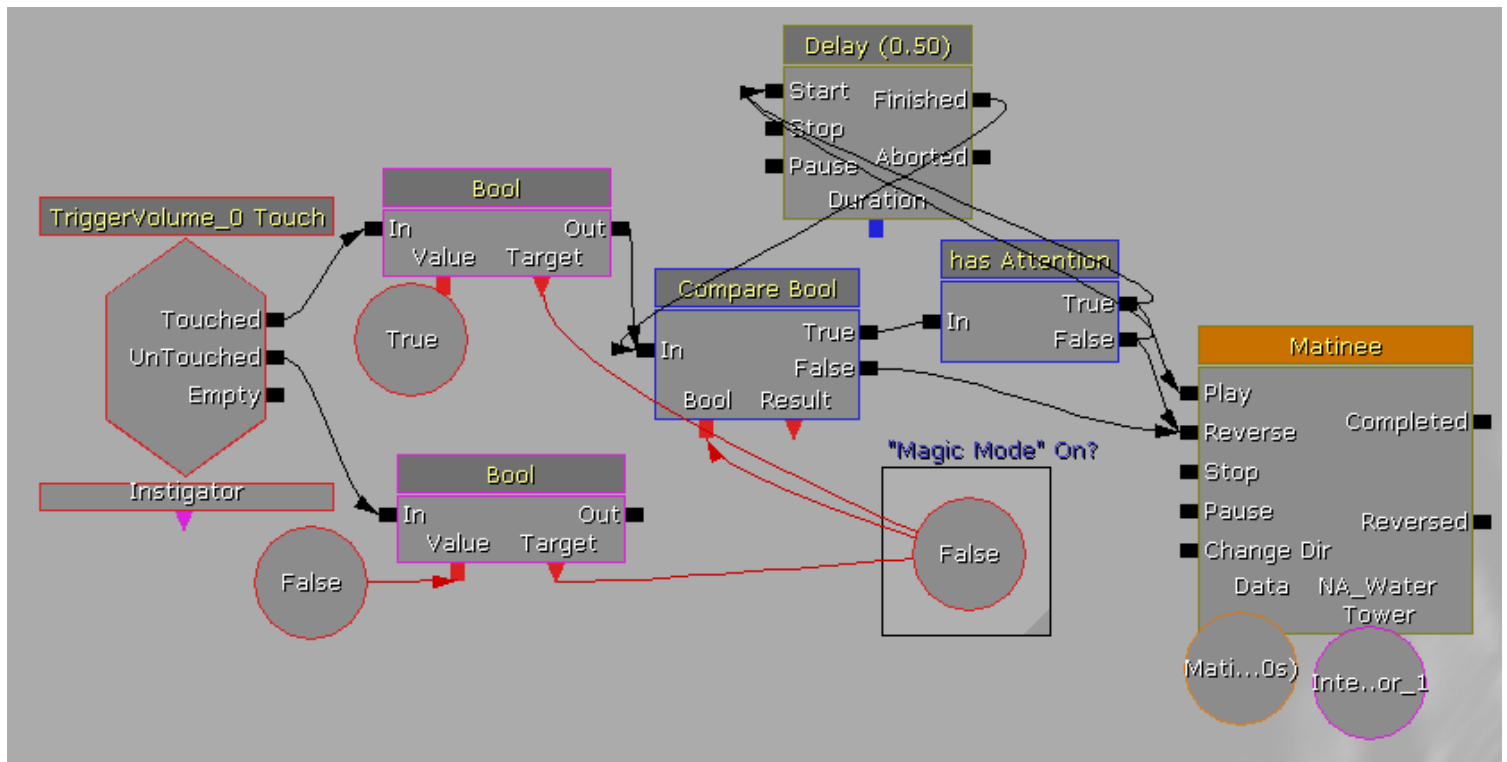 Delay (0.50)
Start
Finished
Stop
Aborted
Pause
Duration
TriggerVolume_0 Touch
Touched
UnTouched
Empty
Instigator
Bool
In
Out
Value
Target
True
Compare Bool
In
True
False
Bool
Result
has Attention
In
True
False
Bool
In
Out
Value
Target
False
"Magic Mode" On?
False
Matinee
Play
Completed
Reverse
Stop
Pause
Reversed
Change Dir
Data
NA_Water
Tower
Mati...0s)
Inte..or_1